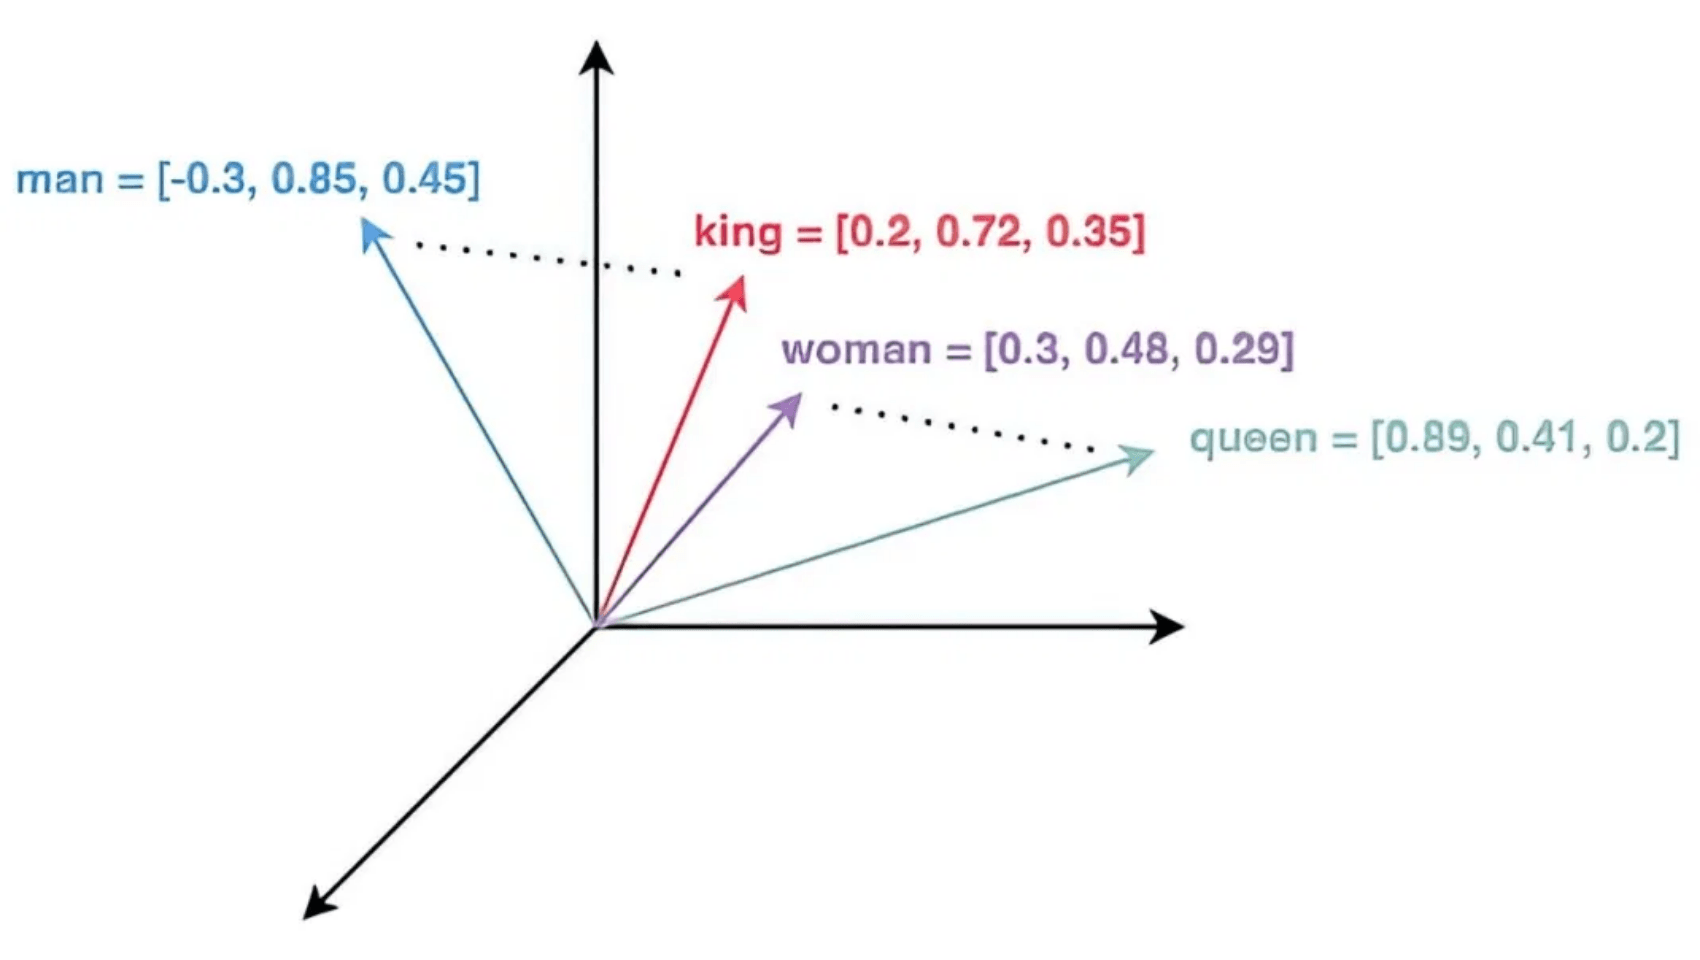 man = [-0.3, 0.85, 0.45]
king = [0.2, 0.72, 0.35]
woman = [0.3, 0.48, 0.29]
queen = [0.89, 0.41, 0.2]